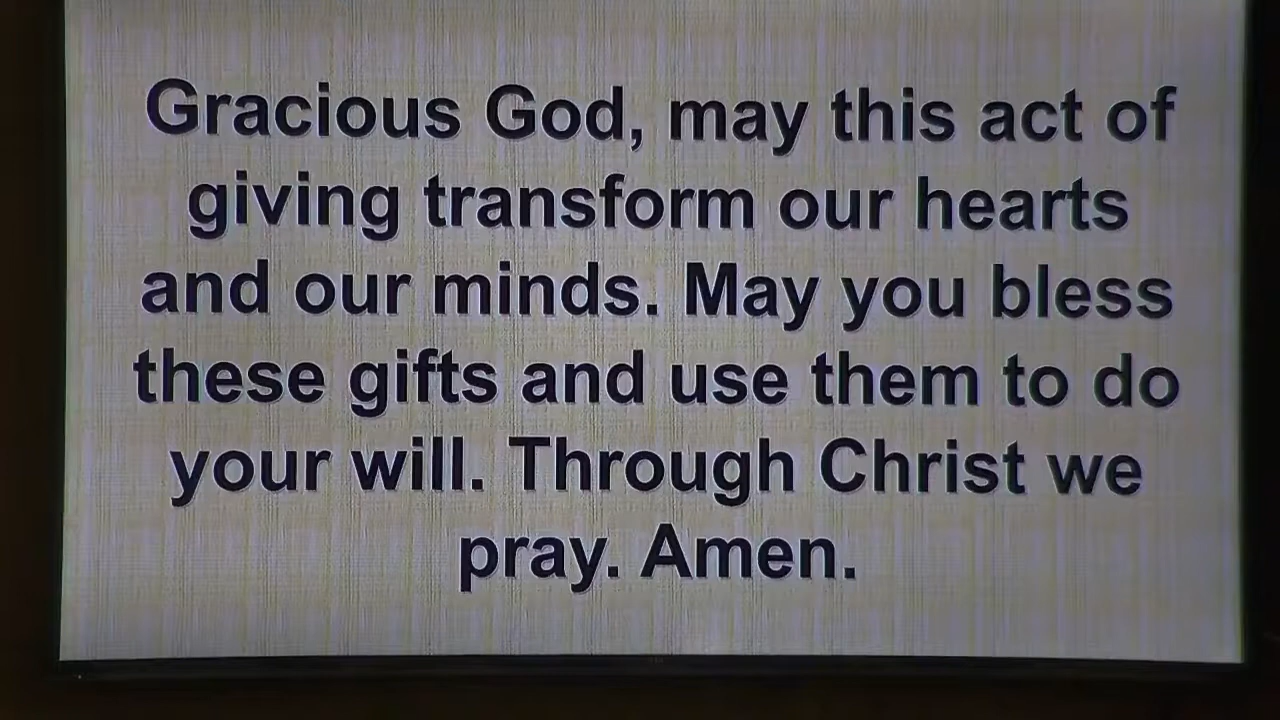 Gracious God, may this act of
giving transform our hearts
and our minds. May you bless
these gifts and use them to do
your will. Through Christ we
pray. Amen.